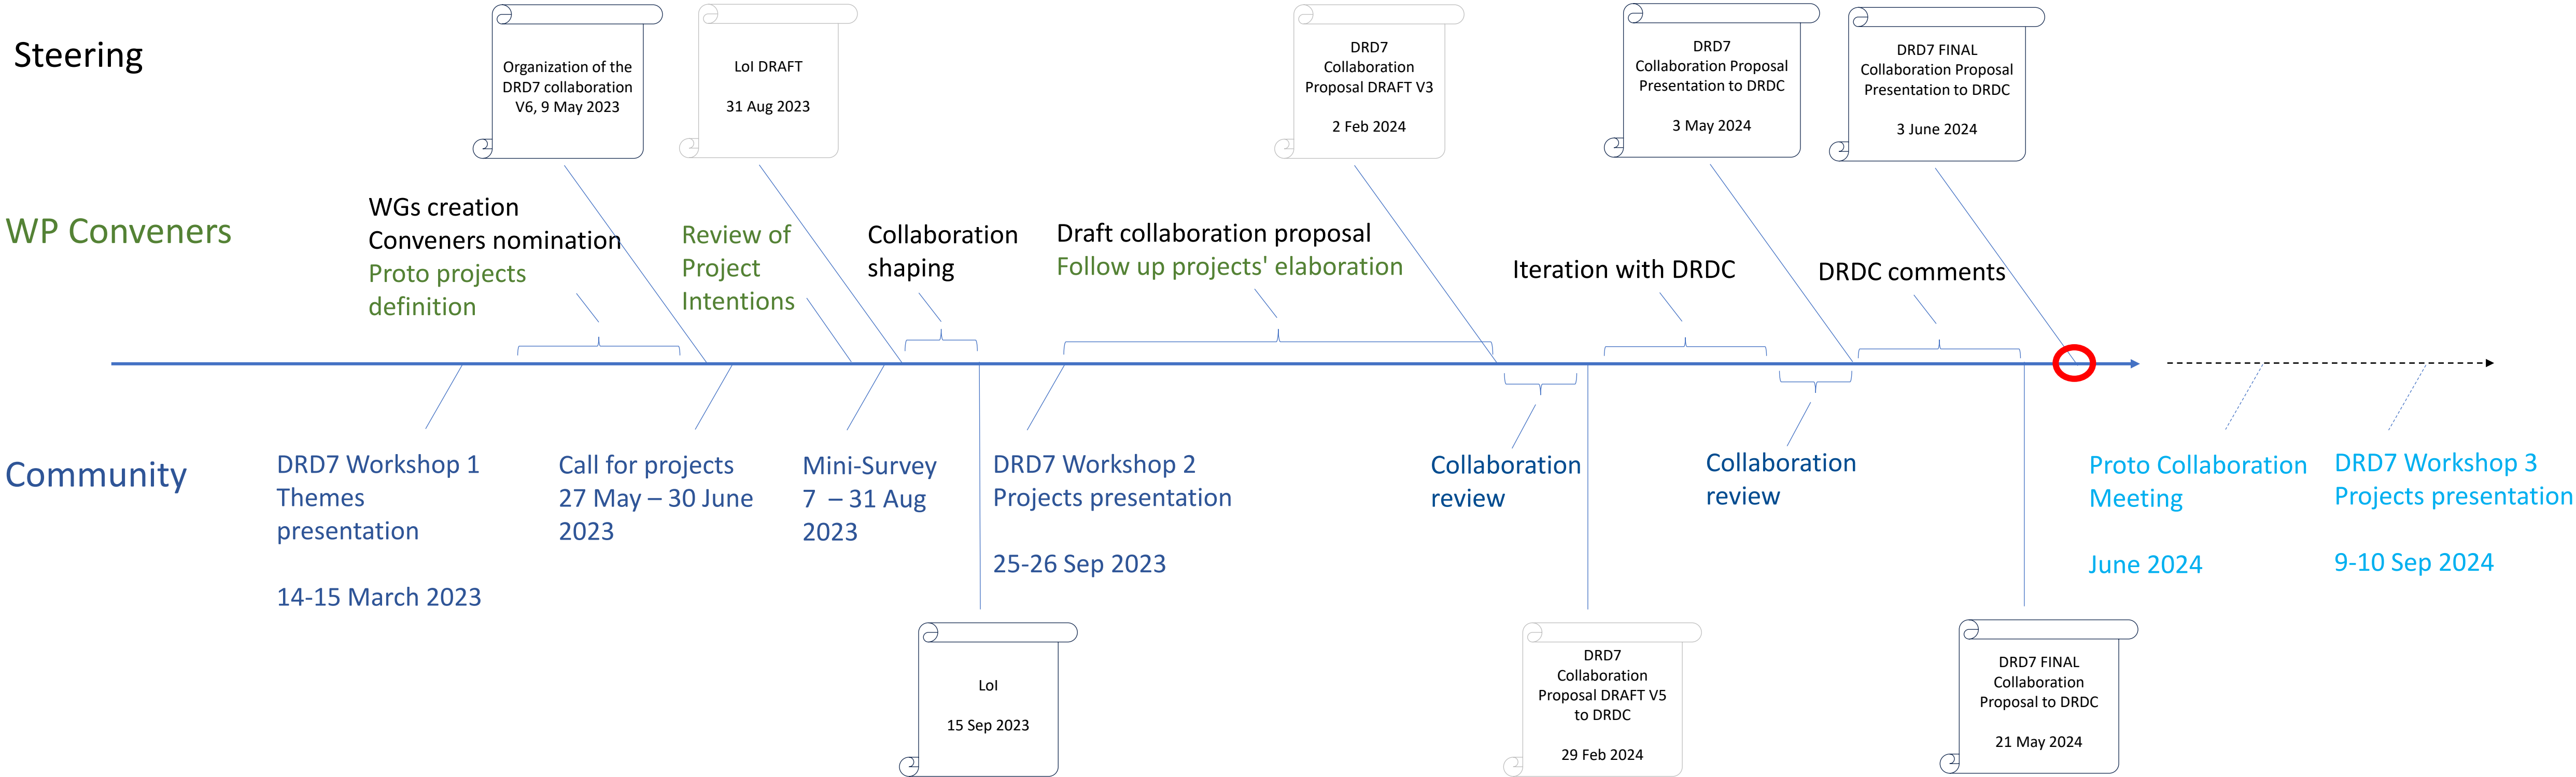 Steering
Organization of the
DRD7 collaboration
V6, 9 May 2023
LoI DRAFT
31 Aug 2023
DRD7
Collaboration
Proposal DRAFT V3
2 Feb 2024
DRD7
Collaboration Proposal
Presentation to DRDC
3 May 2024
DRD7 FINAL
Collaboration Proposal
Presentation to DRDC
3 June 2024
WP Conveners
WGs creation
Conveners nomination
Proto projects
definition
Review of
Project
Intentions
Collaboration
shaping
Draft collaboration proposal
Follow up projects' elaboration
Iteration with DRDC
DRDC comments
Community
DRD7 Workshop 1
Themes
presentation
14-15 March 2023
Call for projects
27 May – 30 June
2023
Mini-Survey
7 – 31 Aug
2023
DRD7 Workshop 2
Projects presentation
25-26 Sep 2023
Collaboration
review
Collaboration
review
Proto Collaboration
Meeting
June 2024
DRD7 Workshop 3
Projects presentation
9-10 Sep 2024
LoI
15 Sep 2023
DRD7
Collaboration
Proposal DRAFT V5
to DRDC
29 Feb 2024
DRD7 FINAL
Collaboration
Proposal to DRDC
21 May 2024